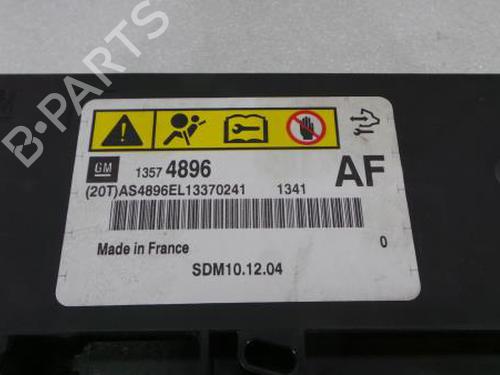 GM 1357 4896 AF
(20T)AS4896EL13370241 1341
Made in France 0
SDM10.12.04
B-PARTS